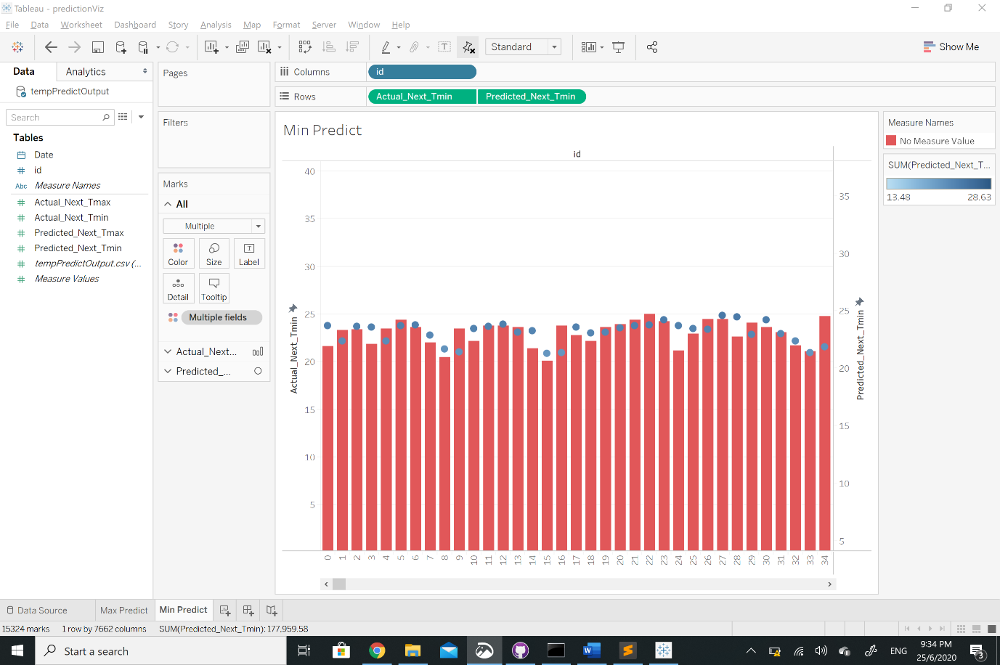 Tableau - predictionViz
File Data Worksheet Dashboard Story Analysis Map Format Server Window Help
Standard
Show Me
Data
Analytics
tempPredictOutput
Search
Tables
Date
id
Abc Measure Names
Actual_Next_Tmax
Actual_Next_Tmin
Predicted_Next_Tmax
Predicted_Next_Tmin
tempPredictOutput.csv (...
Measure Values
Pages
Filters
Marks
All
Multiple
Color Size Label
Detail Tooltip
Multiple fields
Actual_Next...
Predicted_...
Columns
id
Rows
Actual_Next_Tmin Predicted_Next_Tmin
Min Predict
id
Actual_Next_Tmin
40
35
30
25
20
15
10
5
35
30
25
20
15
10
5
Predicted_Next_Tmin
0 1 2 3 4 5 6 7 8 9 10 11 12 13 14 15 16 17 18 19 20 21 22 23 24 25 26 27 28 29 30 31 32 33 34
Measure Names
No Measure Value
SUM(Predicted_Next_T...
13.48 28.63
Data Source
Max Predict
Min Predict
15324 marks 1 row by 7662 columns SUM(Predicted_Next_Tmin): 177,959.58
Start a search
ENG
9:34 PM
25/6/2020
3